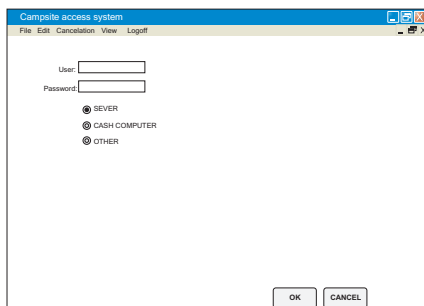 Campsite access system
File Edit Cancelation View Logoff
User:
Password:
SEVER
CASH COMPUTER
OTHER
OK CANCEL